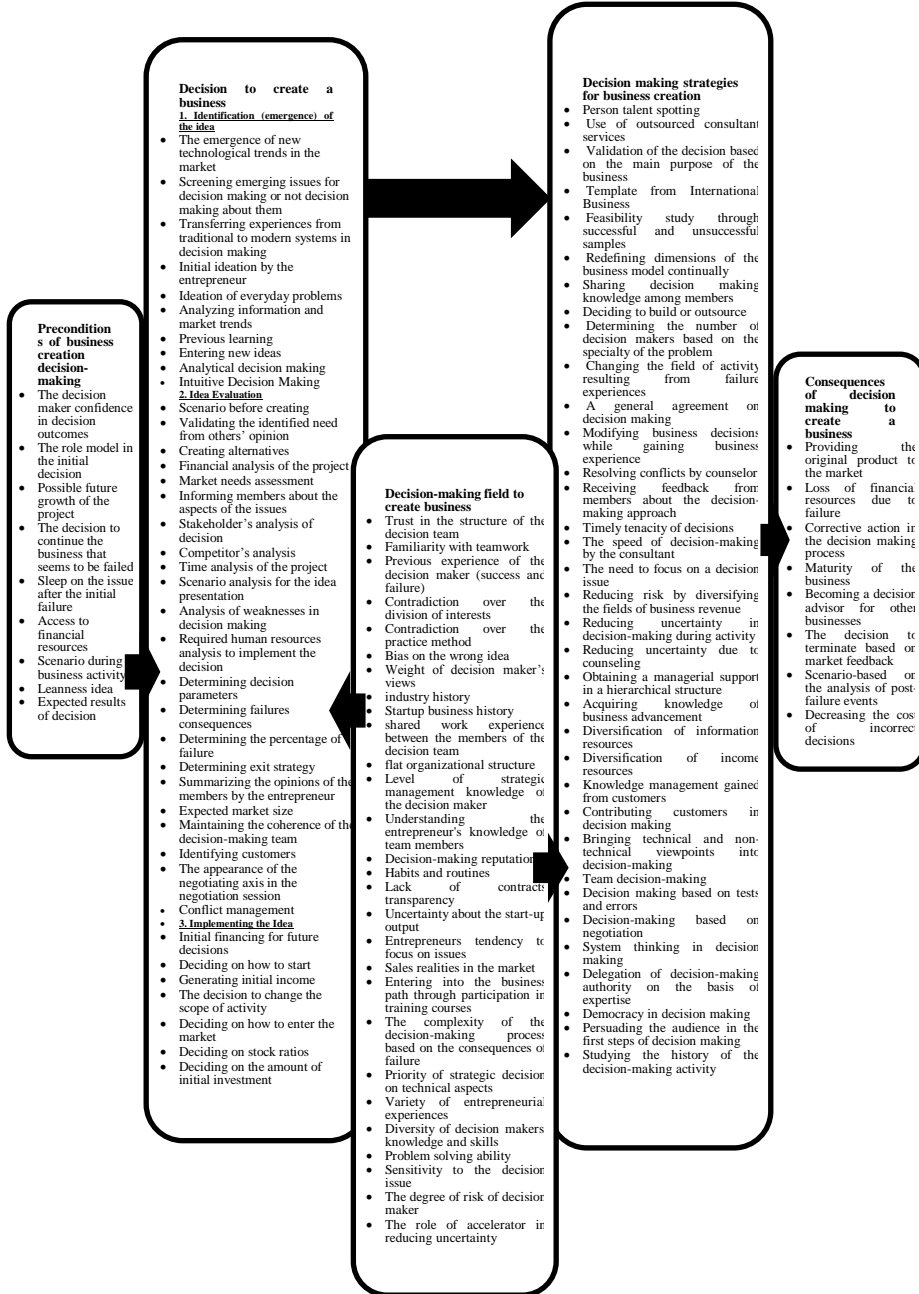 Precondition
s of business
creation
decision-
making
• The decision
maker confidence
in decision
outcomes
• The role model in
the initial
decision
• Possible future
growth of the
project
• The decision to
continue the
business that
seems to be failed
• Sleep on the issue
after the initial
failure
• Access to
financial
resources
• Scenario during
business activity
• Leanness idea
• Expected results
of decision
Decision to create a
business
1. Identification (emergence) of
the idea
• The emergence of new
technological trends in the
market
• Screening emerging issues for
decision making or not decision
making about them
• Transferring experiences from
traditional to modern systems in
decision making
• Initial ideation by the
entrepreneur
• Ideation of everyday problems
• Analyzing information and
market trends
• Previous learning
• Entering new ideas
• Analytical decision making
• Intuitive Decision Making
2. Idea Evaluation
• Scenario before creating
• Validating the identified need
from others' opinion
• Creating alternatives
• Financial analysis of the project
• Market needs assessment
• Informing members about the
aspects of the issues
• Stakeholder's analysis of
decision
• Competitor's analysis
• Time analysis of the project
• Scenario analysis for the idea
presentation
• Analysis of weaknesses in
decision making
• Required human resources
analysis to implement the
decision
• Determining decision
parameters
• Determining failures
consequences
• Determining the percentage of
failure
• Determining exit strategy
• Summarizing the opinions of the
members by the entrepreneur
• Expected market size
• Maintaining the coherence of the
decision-making team
• Identifying customers
• The appearance of the
negotiating axis in the
negotiation session
• Conflict management
• 3. Implementing the Idea
• Initial financing for future
decisions
• Deciding on how to start
• Generating initial income
• The decision to change the
scope of activity
• Deciding on how to enter the
market
• Deciding on stock ratios
• Deciding on the amount of
initial investment
Decision-making field to
create business
• Trust in the structure of the
decision team
• Familiarity with teamwork
• Previous experience of the
decision maker (success and
failure)
• Contradiction over the
division of interests
• Contradiction over the
practice method
• Bias on the wrong idea
• Weight of decision maker's
views
• industry history
• Startup business history
• shared work experience
between the members of the
decision team
• flat organizational structure
• Level of strategic
management knowledge of
the decision maker
• Understanding the
entrepreneur's knowledge of
team members
• Decision-making reputation
• Habits and routines
• Lack of contracts
transparency
• Uncertainty about the start-up
output
• Entrepreneurs tendency to
focus on issues
• Sales realities in the market
• Entering into the business
path through participation in
training courses
• The complexity of the
decision-making process
based on the consequences of
failure
• Priority of strategic decision
on technical aspects
• Variety of entrepreneurial
experiences
• Diversity of decision makers
knowledge and skills
• Problem solving ability
• Sensitivity to the decision
issue
• The degree of risk of decision
maker
• The role of accelerator in
reducing uncertainty
Decision making strategies
for business creation
• Person talent spotting
• Use of outsourced consultant
services
• Validation of the decision based
on the main purpose of the
business
• Template from International
Business
• Feasibility study through
successful and unsuccessful
samples
• Redefining dimensions of the
business model continually
• Sharing decision making
knowledge among members
• Deciding to build or outsource
• Determining the number of
decision makers based on the
specialty of the problem
• Changing the field of activity
resulting from failure
experiences
• A general agreement on
decision making
• Modifying business decisions
while gaining business
experience
• Resolving conflicts by counselor
• Receiving feedback from
members about the decision-
making approach
• Timely tenacity of decisions
• The speed of decision-making
by the consultant
• The need to focus on a decision
issue
• Reducing risk by diversifying
the fields of business revenue
• Reducing uncertainty in
decision-making during activity
• Reducing uncertainty due to
counseling
• Obtaining a managerial support
in a hierarchical structure
• Acquiring knowledge of
business advancement
• Diversification of information
resources
• Diversification of income
resources
• Knowledge management gained
from customers
• Contributing customers in
decision making
• Bringing technical and non-
technical viewpoints into
decision-making
• Team decision-making
• Decision making based on tests
and errors
• Decision-making based on
negotiation
• System thinking in decision
making
• Delegation of decision-making
authority on the basis of
expertise
• Democracy in decision making
• Persuading the audience in the
first steps of decision making
• Studying the history of the
decision-making activity
Consequences
of decision
making to
create a
business
• Providing the
original product to
the market
• Loss of financial
resources due to
failure
• Corrective action in
the decision making
process
• Maturity of the
business
• Becoming a decision
advisor for other
businesses
• The decision to
terminate based on
market feedback
• Scenario-based on
the analysis of post-
failure events
• Decreasing the cost
of incorrect
decisions